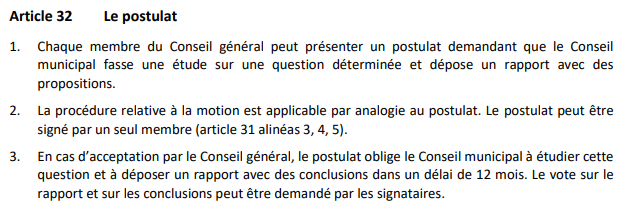 Article 32 Le postulat
1. Chaque membre du Conseil général peut présenter un postulat demandant que le Conseil
municipal fasse une étude sur une question déterminée et dépose un rapport avec des
propositions.
2. La procédure relative à la motion est applicable par analogie au postulat. Le postulat peut être
signé par un seul membre (article 31 alinéas 3, 4, 5).
3. En cas d’acceptation par le Conseil général, le postulat oblige le Conseil municipal à étudier cette
question et à déposer un rapport avec des conclusions dans un délai de 12 mois. Le vote sur le
rapport et sur les conclusions peut être demandé par les signataires.